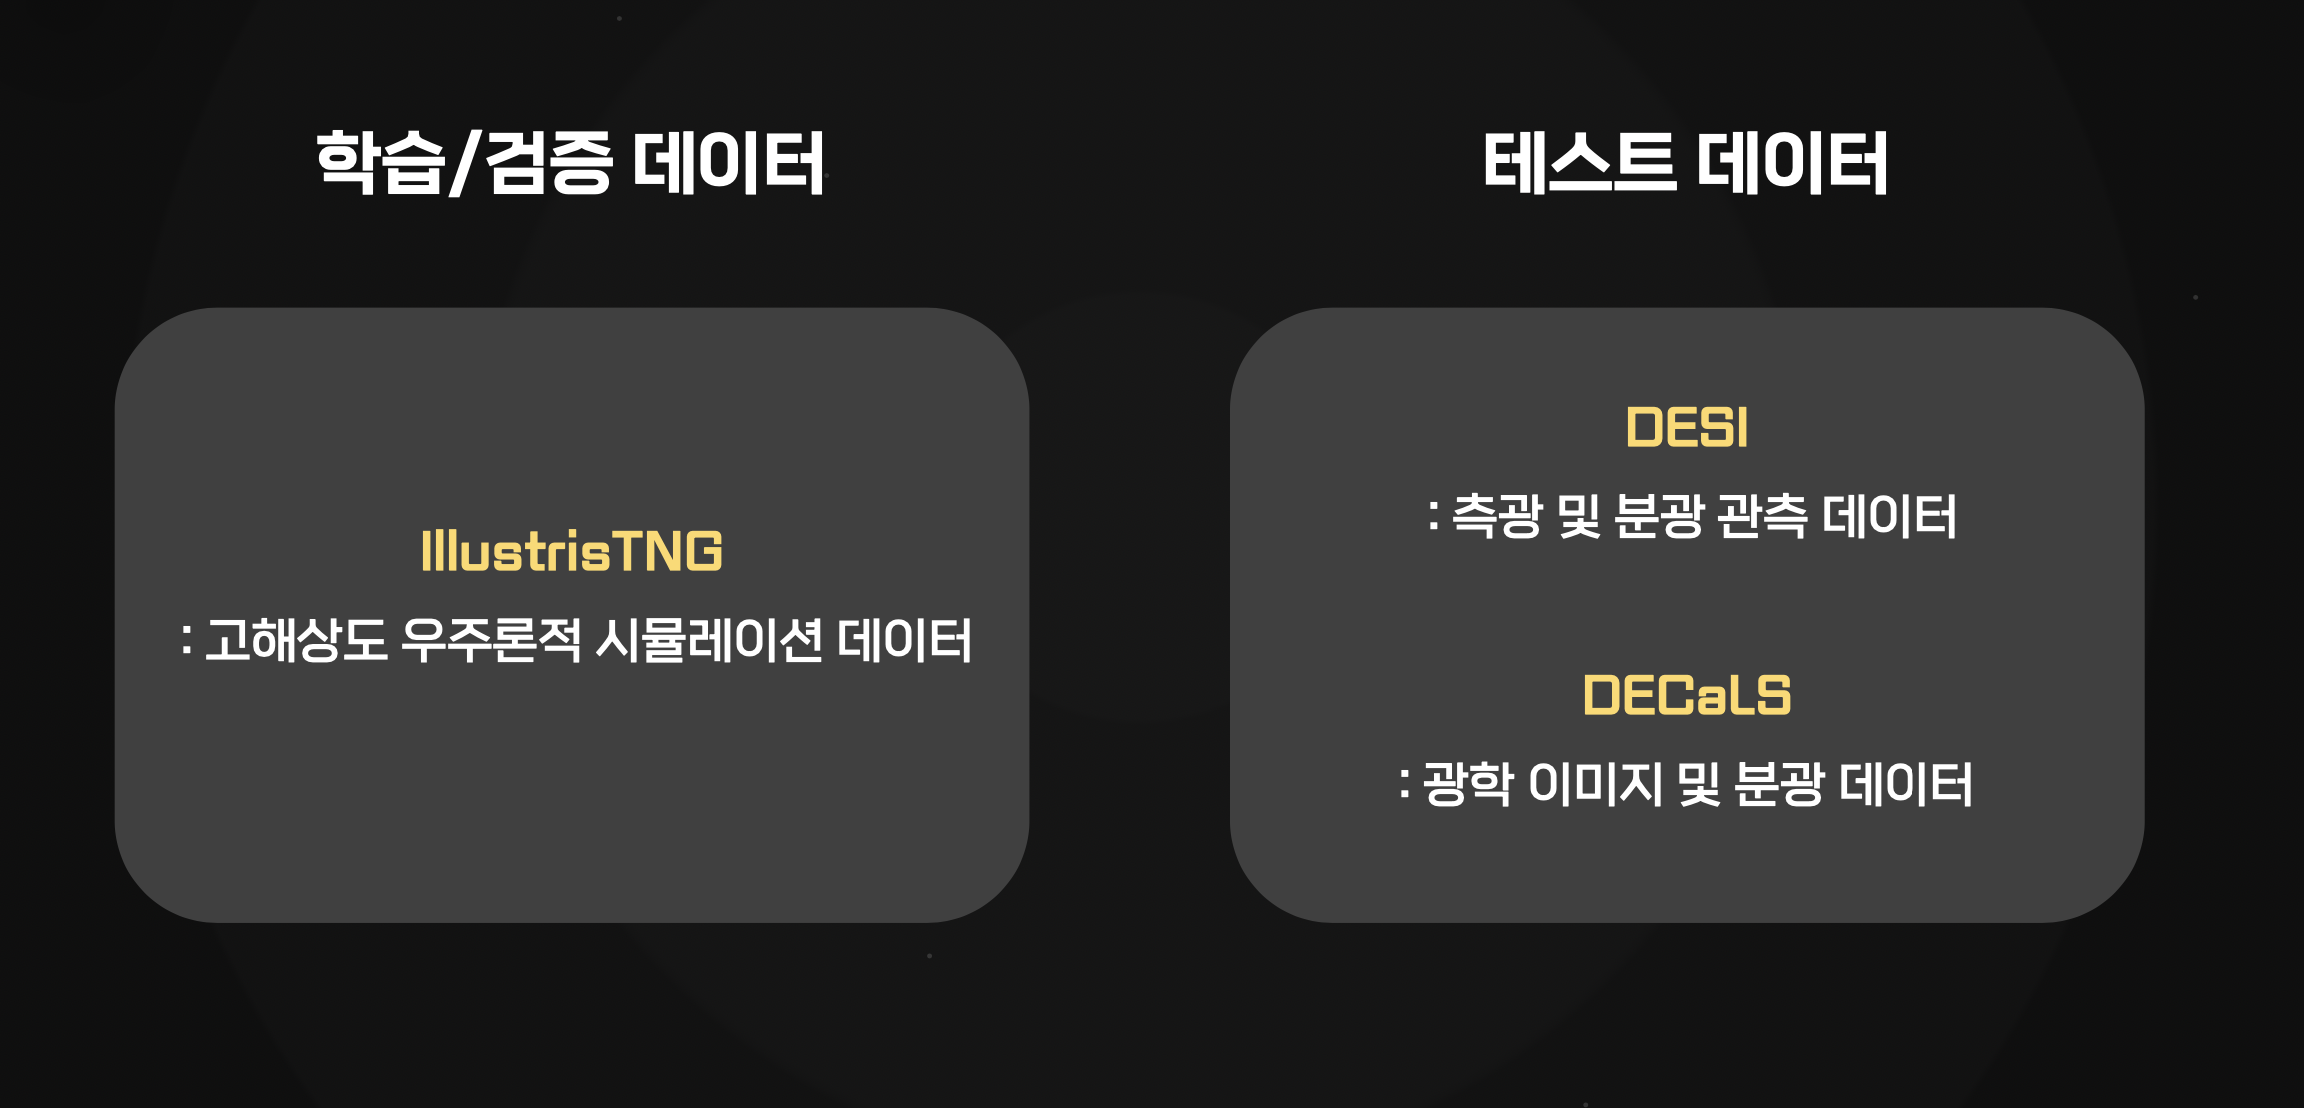 학습/검증 데이터
IllustrisTNG
: 고해상도 우주론적 시뮬레이션 데이터
테스트 데이터
DESI
: 측광 및 분광 관측 데이터
DECaLS
: 광학 이미지 및 분광 데이터